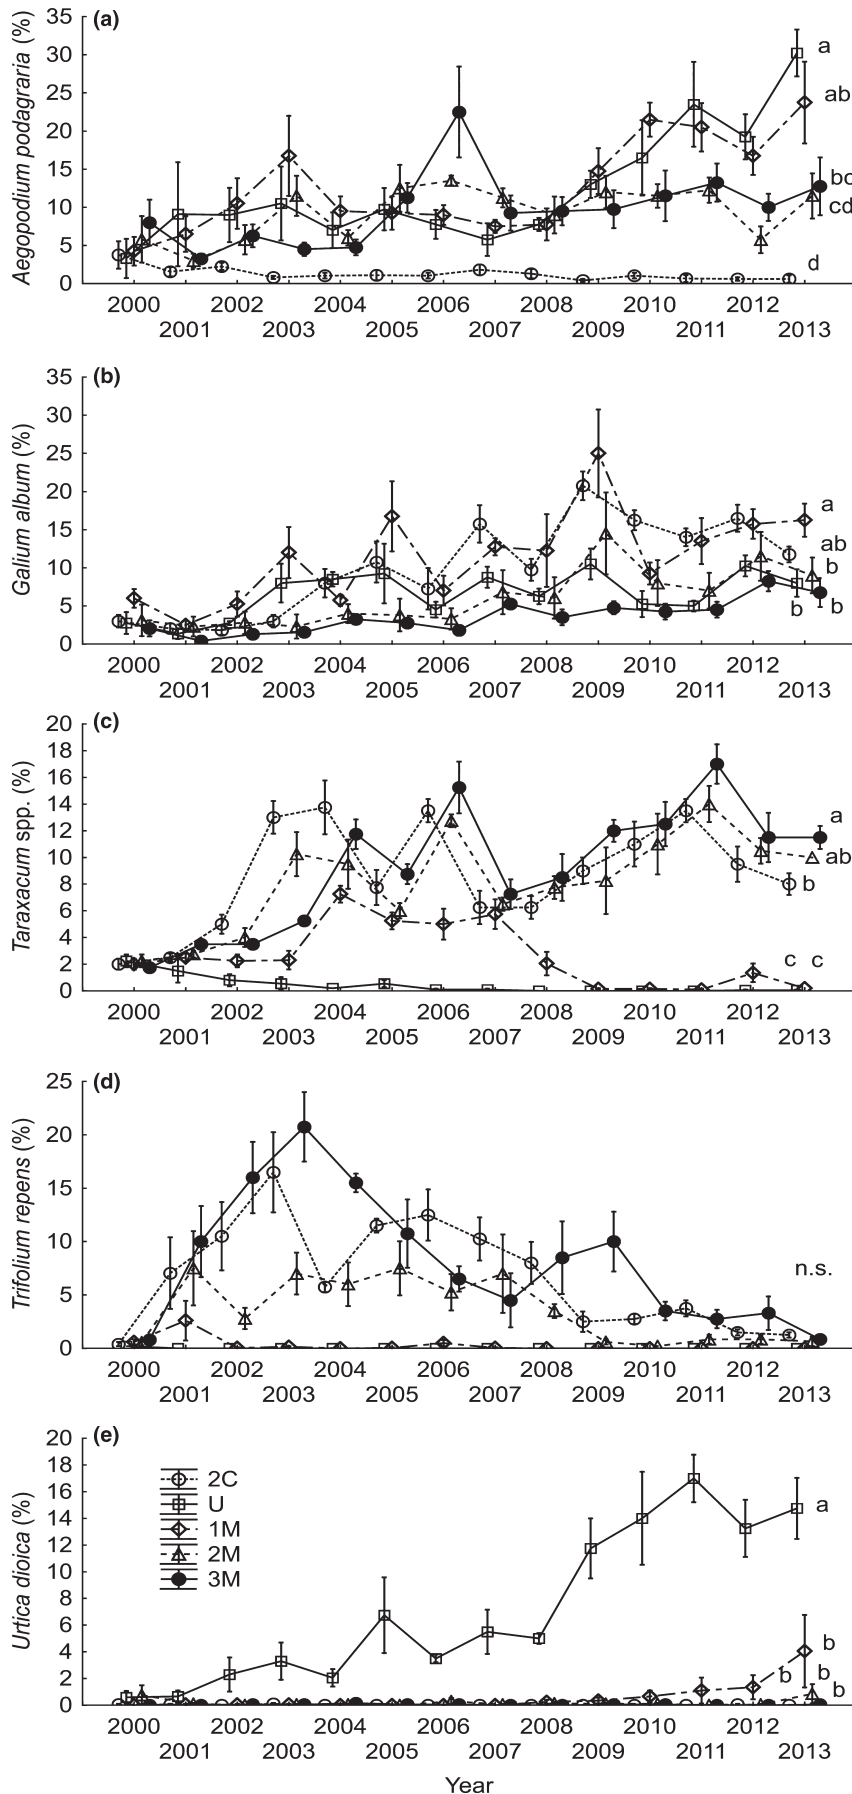 (a)
Aegopodium podagraria (%)
35
30
25
20
15
10
5
0
a
ab
bc
cd
d
2000 2002 2004 2006 2008 2010 2012
2001 2003 2005 2007 2009 2011 2013
(b)
Galium album (%)
35
30
25
20
15
10
5
0
a
ab
b
b
b
2000 2002 2004 2006 2008 2010 2012
2001 2003 2005 2007 2009 2011 2013
(c)
Taraxacum spp. (%)
20
18
16
14
12
10
8
6
4
2
0
a
ab
b
c c
2000 2002 2004 2006 2008 2010 2012
2001 2003 2005 2007 2009 2011 2013
(d)
Trifolium repens (%)
25
20
15
10
5
0
n.s.
2000 2002 2004 2006 2008 2010 2012
2001 2003 2005 2007 2009 2011 2013
(e)
Urtica dioica (%)
20
18
16
14
12
10
8
6
4
2
0
2C
U
1M
2M
3M
a
b
b b
b
2000 2002 2004 2006 2008 2010 2012
2001 2003 2005 2007 2009 2011 2013
Year